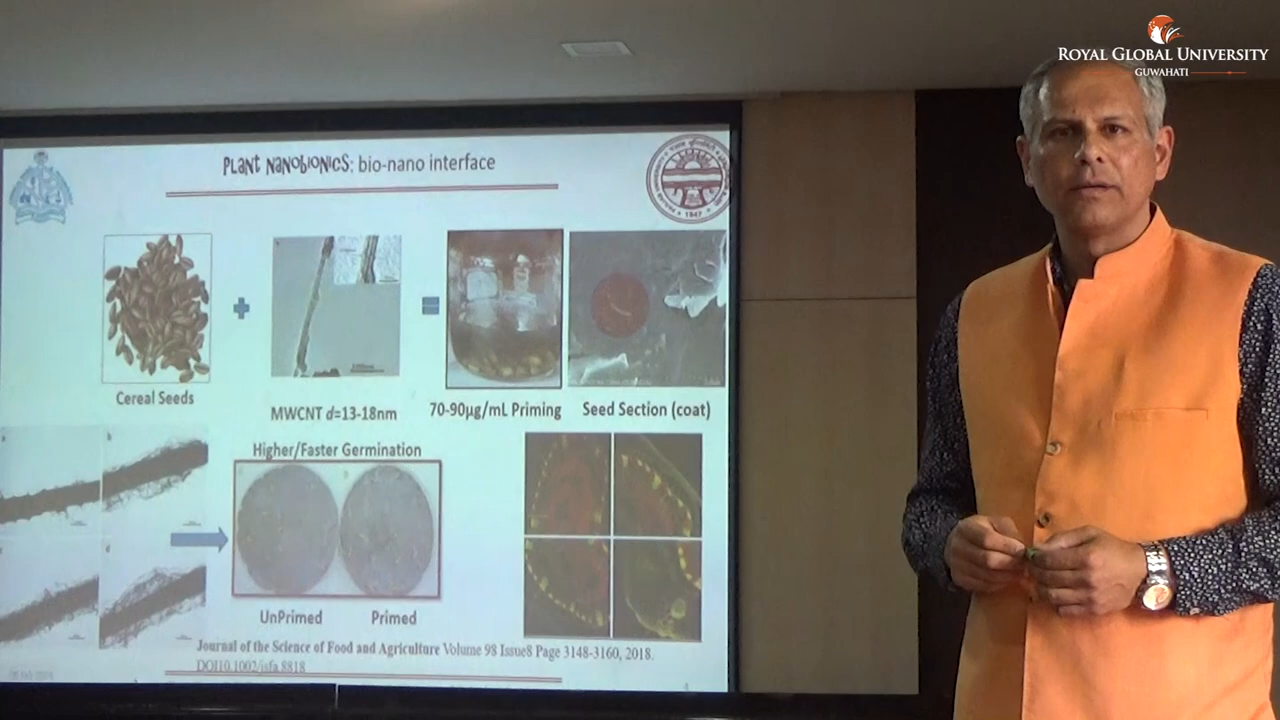 ROYAL GLOBAL UNIVERSITY
GUWAHATI
PLANT NANOBIONICS: bio-nano interface
1947
Cereal Seeds
MWCNT d=13-18nm
70-90µg/mL Priming
Seed Section (coat)
Higher/Faster Germination
a
b
c
d
UnPrimed
Primed
Journal of the Science of Food and Agriculture Volume 98 Issue8 Page 3148-3160, 2018.
DOI10.1002/jsfa.8818
4